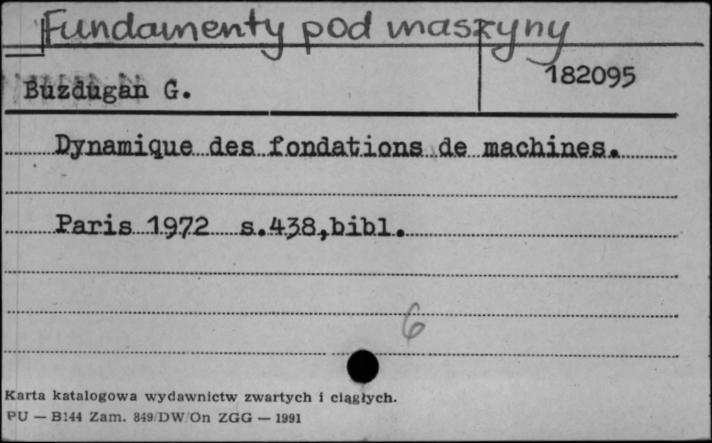 Fundamenty pod maszyny
182095
Buzdugan G.
Dynamique des fondations de machines.
Paris 1972 s.438,bibl.
6
Karta katalogowa wydawnictw zwartych i ciągłych.
PU — B144 Zam. 849/DW/On ZGG — 1991